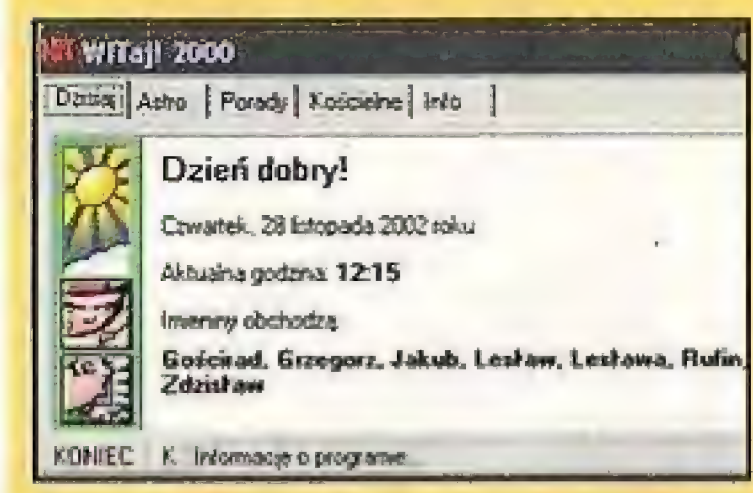 WITaj! 2000
Dzisiaj Astro Porady Kościelne Info
Dzień dobry!
Czwartek, 28 listopada 2002 roku
Aktualna godzina: 12:15
Imieniny obchodzą
Gościrad, Grzegorz, Jakub, Lesław, Lesława, Rufin,
Zdzisław
KONIEC K. Informacje o programie...